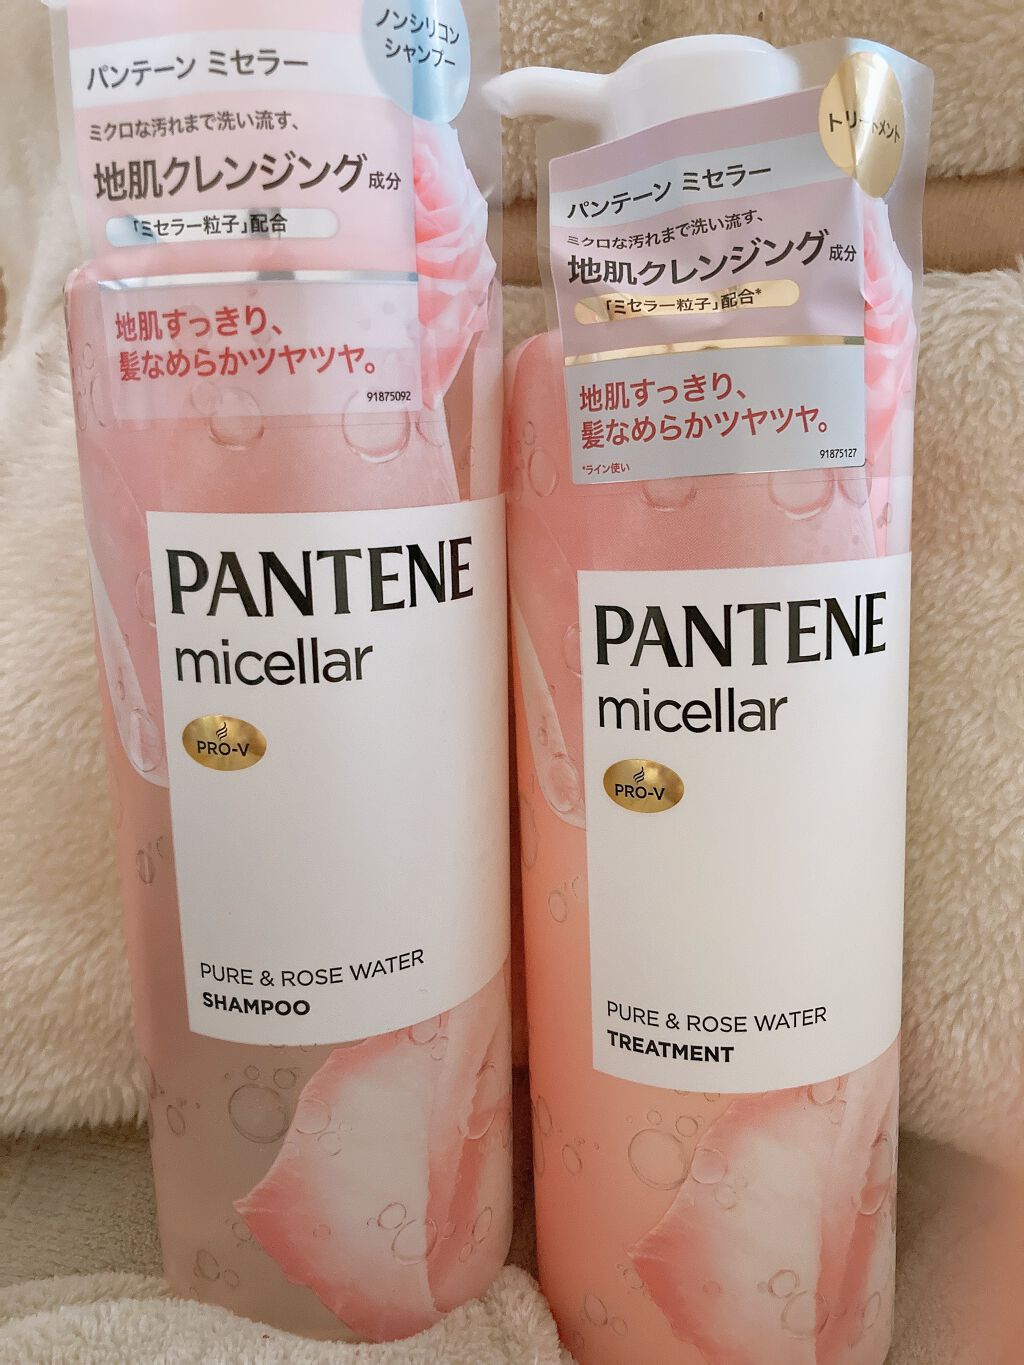 ノンシリコン
シャンプー
パンテーン ミセラー
ミクロな汚れまで洗い流す、
地肌クレンジング成分
「ミセラー粒子」配合
地肌すっきり、
髪なめらかツヤツヤ。
91875092
PANTENE
micellar
PRO-V
PURE & ROSE WATER
SHAMPOO
トリートメント
パンテーン ミセラー
ミクロな汚れまで洗い流す、
地肌クレンジング成分
「ミセラー粒子」配合*
地肌すっきり、
髪なめらかツヤツヤ。
*ライン使い
91875127
PANTENE
micellar
PRO-V
PURE & ROSE WATER
TREATMENT